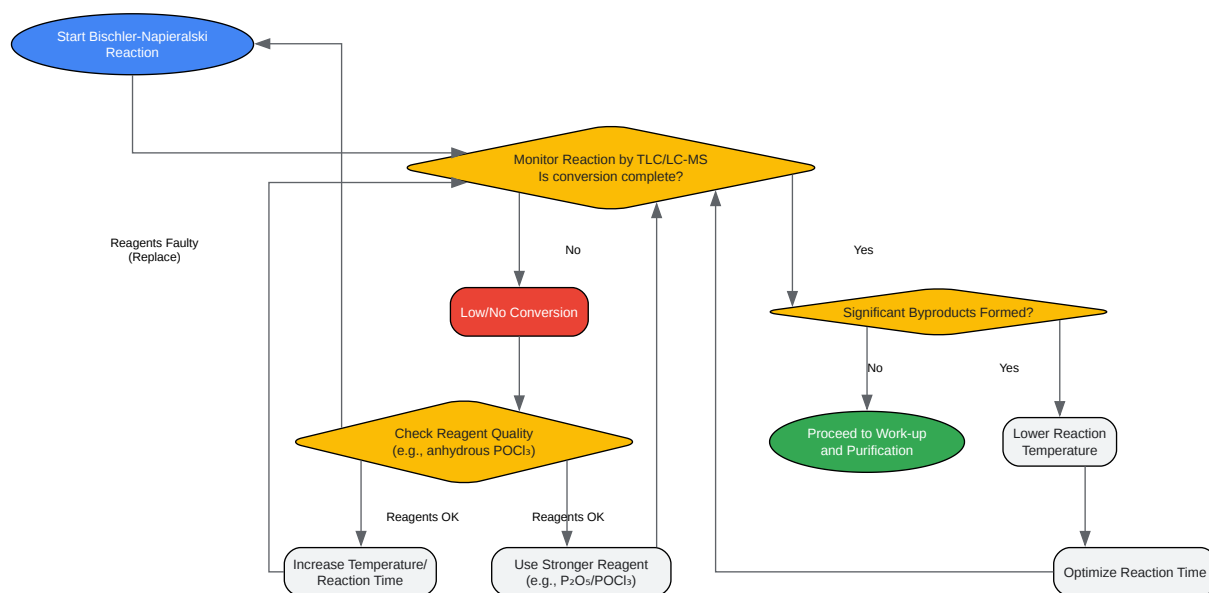 Start Bischler-Napieralski
Reaction
Monitor Reaction by TLC/LC-MS
Is conversion complete?
Reagents Faulty
(Replace)
No
Yes
Low/No Conversion
Significant Byproducts Formed?
No
Yes
Check Reagent Quality
(e.g., anhydrous POCl₃)
Proceed to Work-up
and Purification
Lower Reaction
Temperature
Reagents OK
Reagents OK
Increase Temperature/
Reaction Time
Use Stronger Reagent
(e.g., P₂O₅/POCl₃)
Optimize Reaction Time